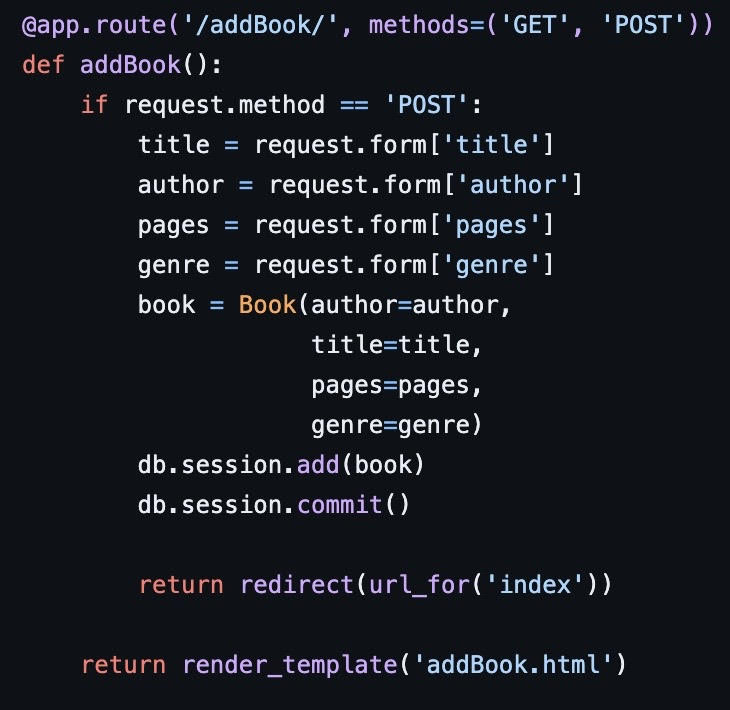 @app.route('/addBook/', methods=('GET', 'POST'))
def addBook():
    if request.method == 'POST':
        title = request.form['title']
        author = request.form['author']
        pages = request.form['pages']
        genre = request.form['genre']
        book = Book(author=author,
                    title=title,
                    pages=pages,
                    genre=genre)
        db.session.add(book)
        db.session.commit()

        return redirect(url_for('index'))

    return render_template('addBook.html')